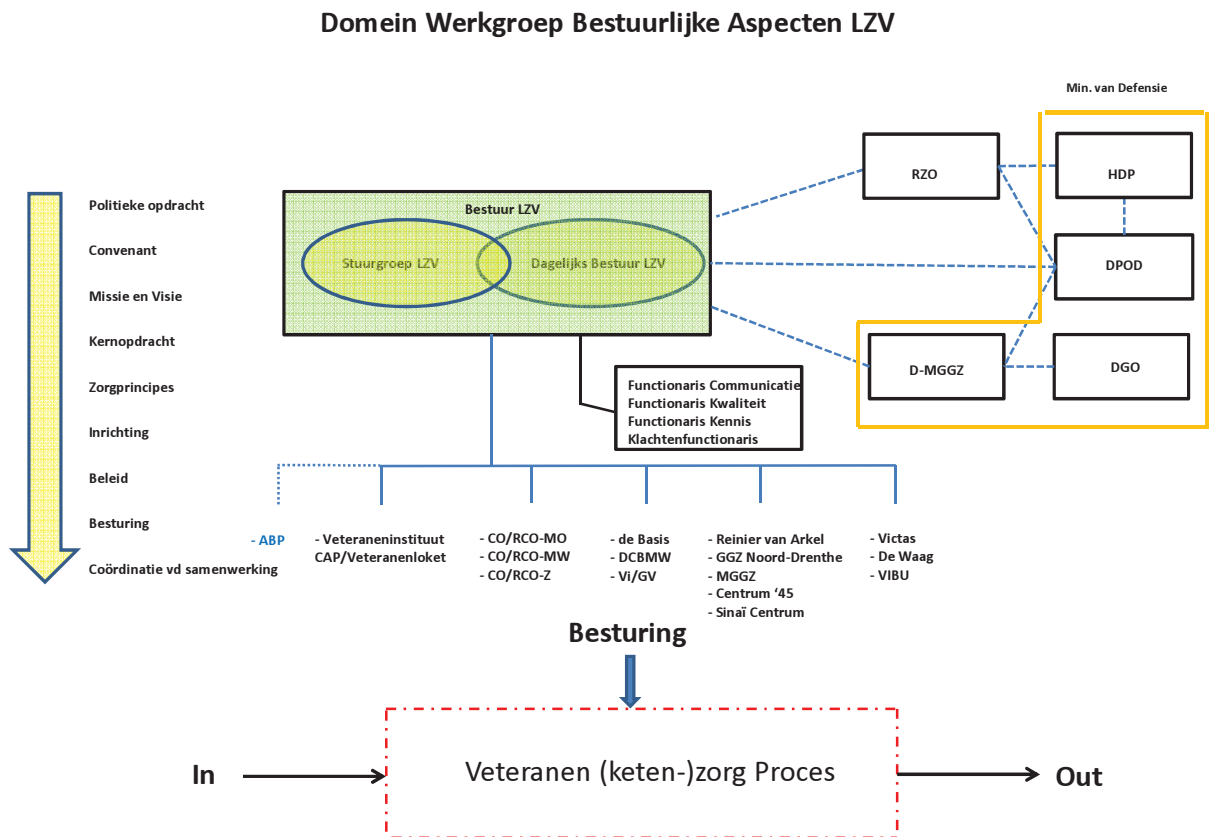 Domein Werkgroep Bestuurlijke Aspecten LZV
Min. van Defensie
RZO
HDP
DPOD
D-MGGZ
DGO
Bestuur LZV
Stuurgroep LZV
Dagelijks Bestuur LZV
Politieke opdracht
Convenant
Missie en Visie
Kernopdracht
Zorgprincipes
Inrichting
Beleid
Besturing
Coördinatie vd samenwerking
Functionaris Communicatie
Functionaris Kwaliteit
Functionaris Kennis
Klachtenfunctionaris
- ABP
- Veteraneninstituut
CAP/Veteranenloket
- CO/RCO-MO
- CO/RCO-MW
- CO/RCO-Z
- de Basis
- DCBMW
- Vi/GV
- Reinier van Arkel
- GGZ Noord-Drenthe
- MGGZ
- Centrum ‘45
- Sinaï Centrum
- Victas
- De Waag
- VIBU
Besturing
In
Veteranen (keten-)zorg Proces
Out